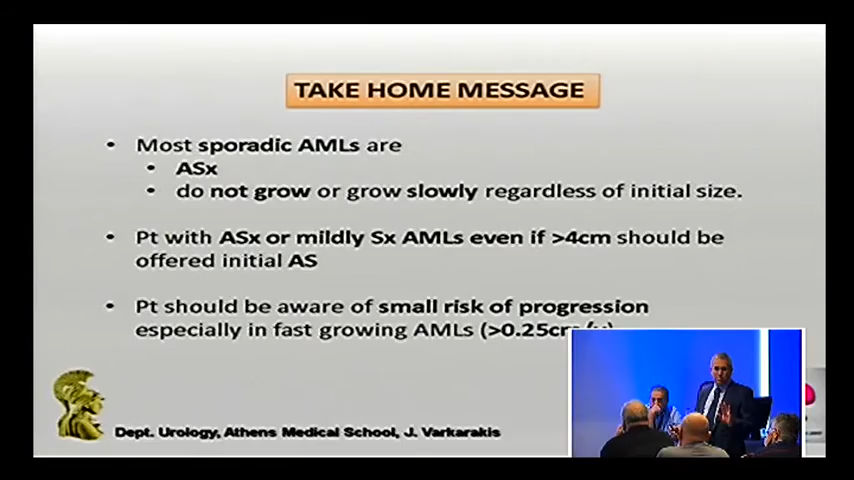 TAKE HOME MESSAGE
• Most sporadic AMLs are
• ASx
• do not grow or grow slowly regardless of initial size.
• Pt with ASx or mildly Sx AMLs even if >4cm should be
offered initial AS
• Pt should be aware of small risk of progression
especially in fast growing AMLs (>0.25cm/y)
Dept. Urology, Athens Medical School, J. Varkarakis